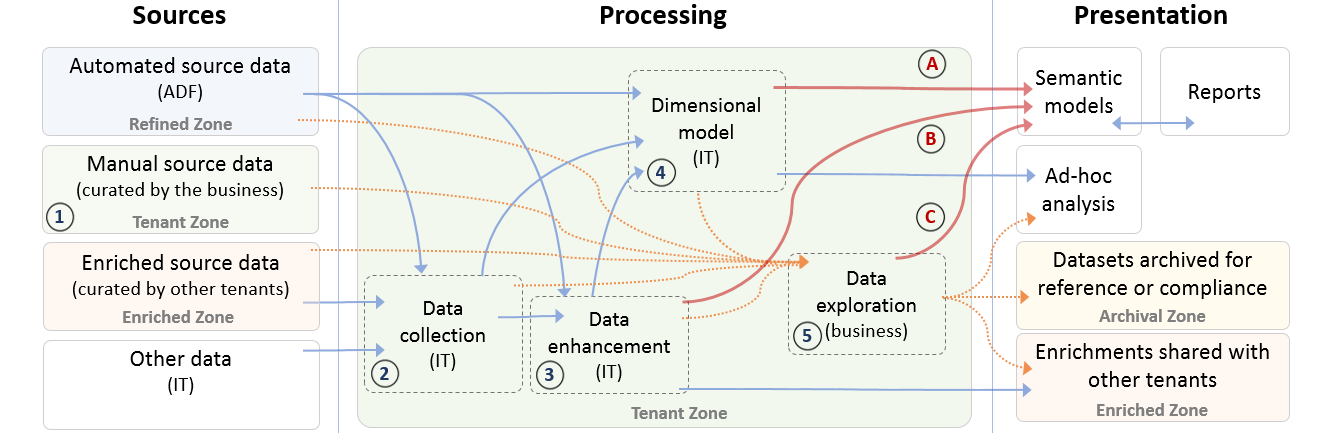 Sources
Processing
Presentation
Automated source data
(ADF)
Refined Zone
Manual source data
(curated by the business)
1
Tenant Zone
Enriched source data
(curated by other tenants)
Enriched Zone
Other data
(IT)
Dimensional
model
(IT)
4
Data
collection
(IT)
2
Data
enhancement
(IT)
3
Data
exploration
(business)
5
Tenant Zone
A
B
C
Semantic
models
Reports
Ad-hoc
analysis
Datasets archived for
reference or compliance
Archival Zone
Enrichments shared with
other tenants
Enriched Zone